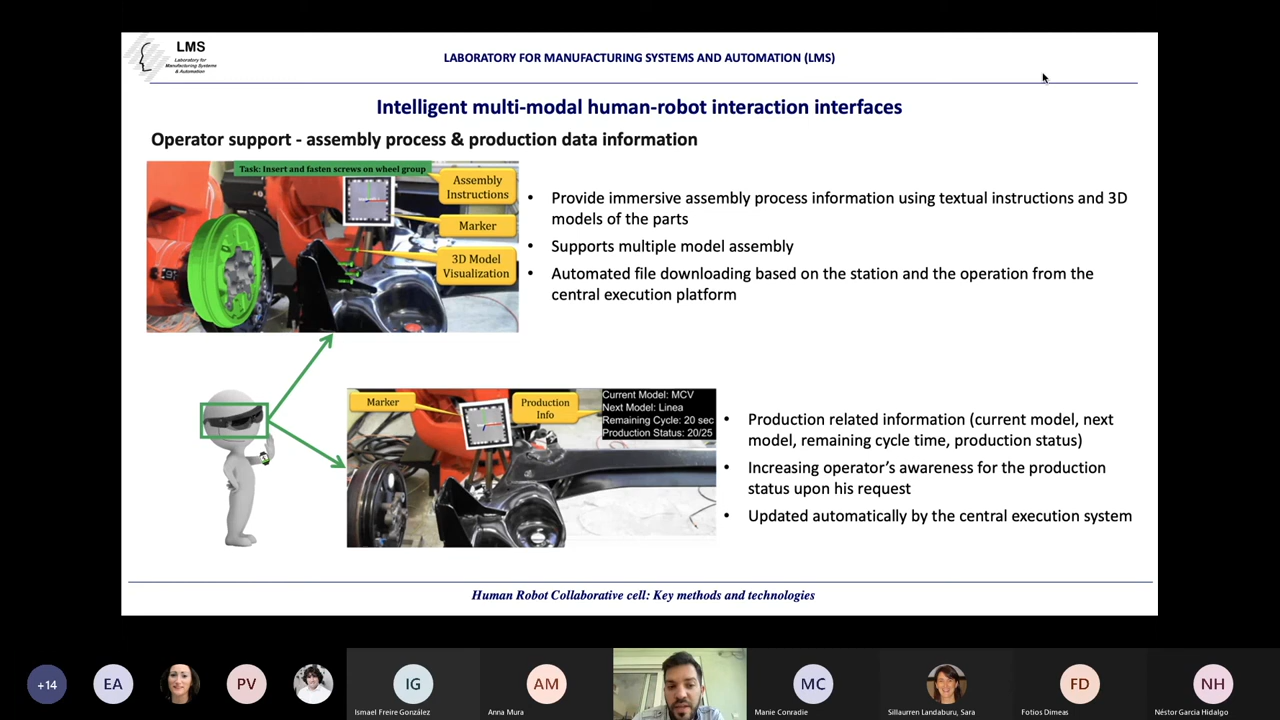 LMS
Laboratory for
Manufacturing Systems
& Automation
LABORATORY FOR MANUFACTURING SYSTEMS AND AUTOMATION (LMS)
Intelligent multi-modal human-robot interaction interfaces
Operator support - assembly process & production data information
Task: Insert and fasten screws on wheel group
Assembly
Instructions
Marker
3D Model
Visualization
• Provide immersive assembly process information using textual instructions and 3D
models of the parts
• Supports multiple model assembly
• Automated file downloading based on the station and the operation from the
central execution platform
Marker
Production
Info
Current Model: MCV
Next Model: Linea
Remaining Cycle: 20 sec
Production Status: 20/25
• Production related information (current model, next
model, remaining cycle time, production status)
• Increasing operator’s awareness for the production
status upon his request
• Updated automatically by the central execution system
Human Robot Collaborative cell: Key methods and technologies
+14
EA
PV
IG
Ismael Freire González
AM
Anna Mura
MC
Manie Conradie
Sillaurren Landaburu, Sara
FD
Fotios Dimeas
NH
Néstor García Hidalgo